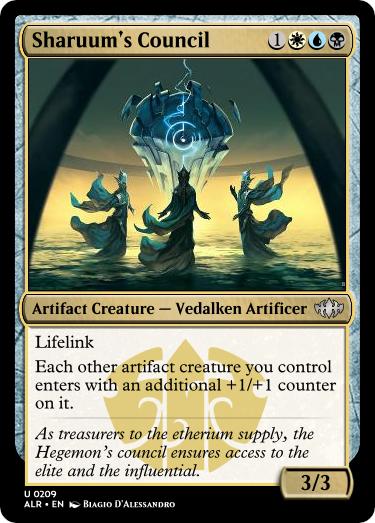 Sharuum's Council 1
Artifact Creature — Vedalken Artificer
Lifelink
Each other artifact creature you control
enters with an additional +1/+1 counter
on it.
As treasurers to the etherium supply, the
Hegemon's council ensures access to the
elite and the influential.
3/3
U 0209
ALR • EN Biagio D'Alessandro